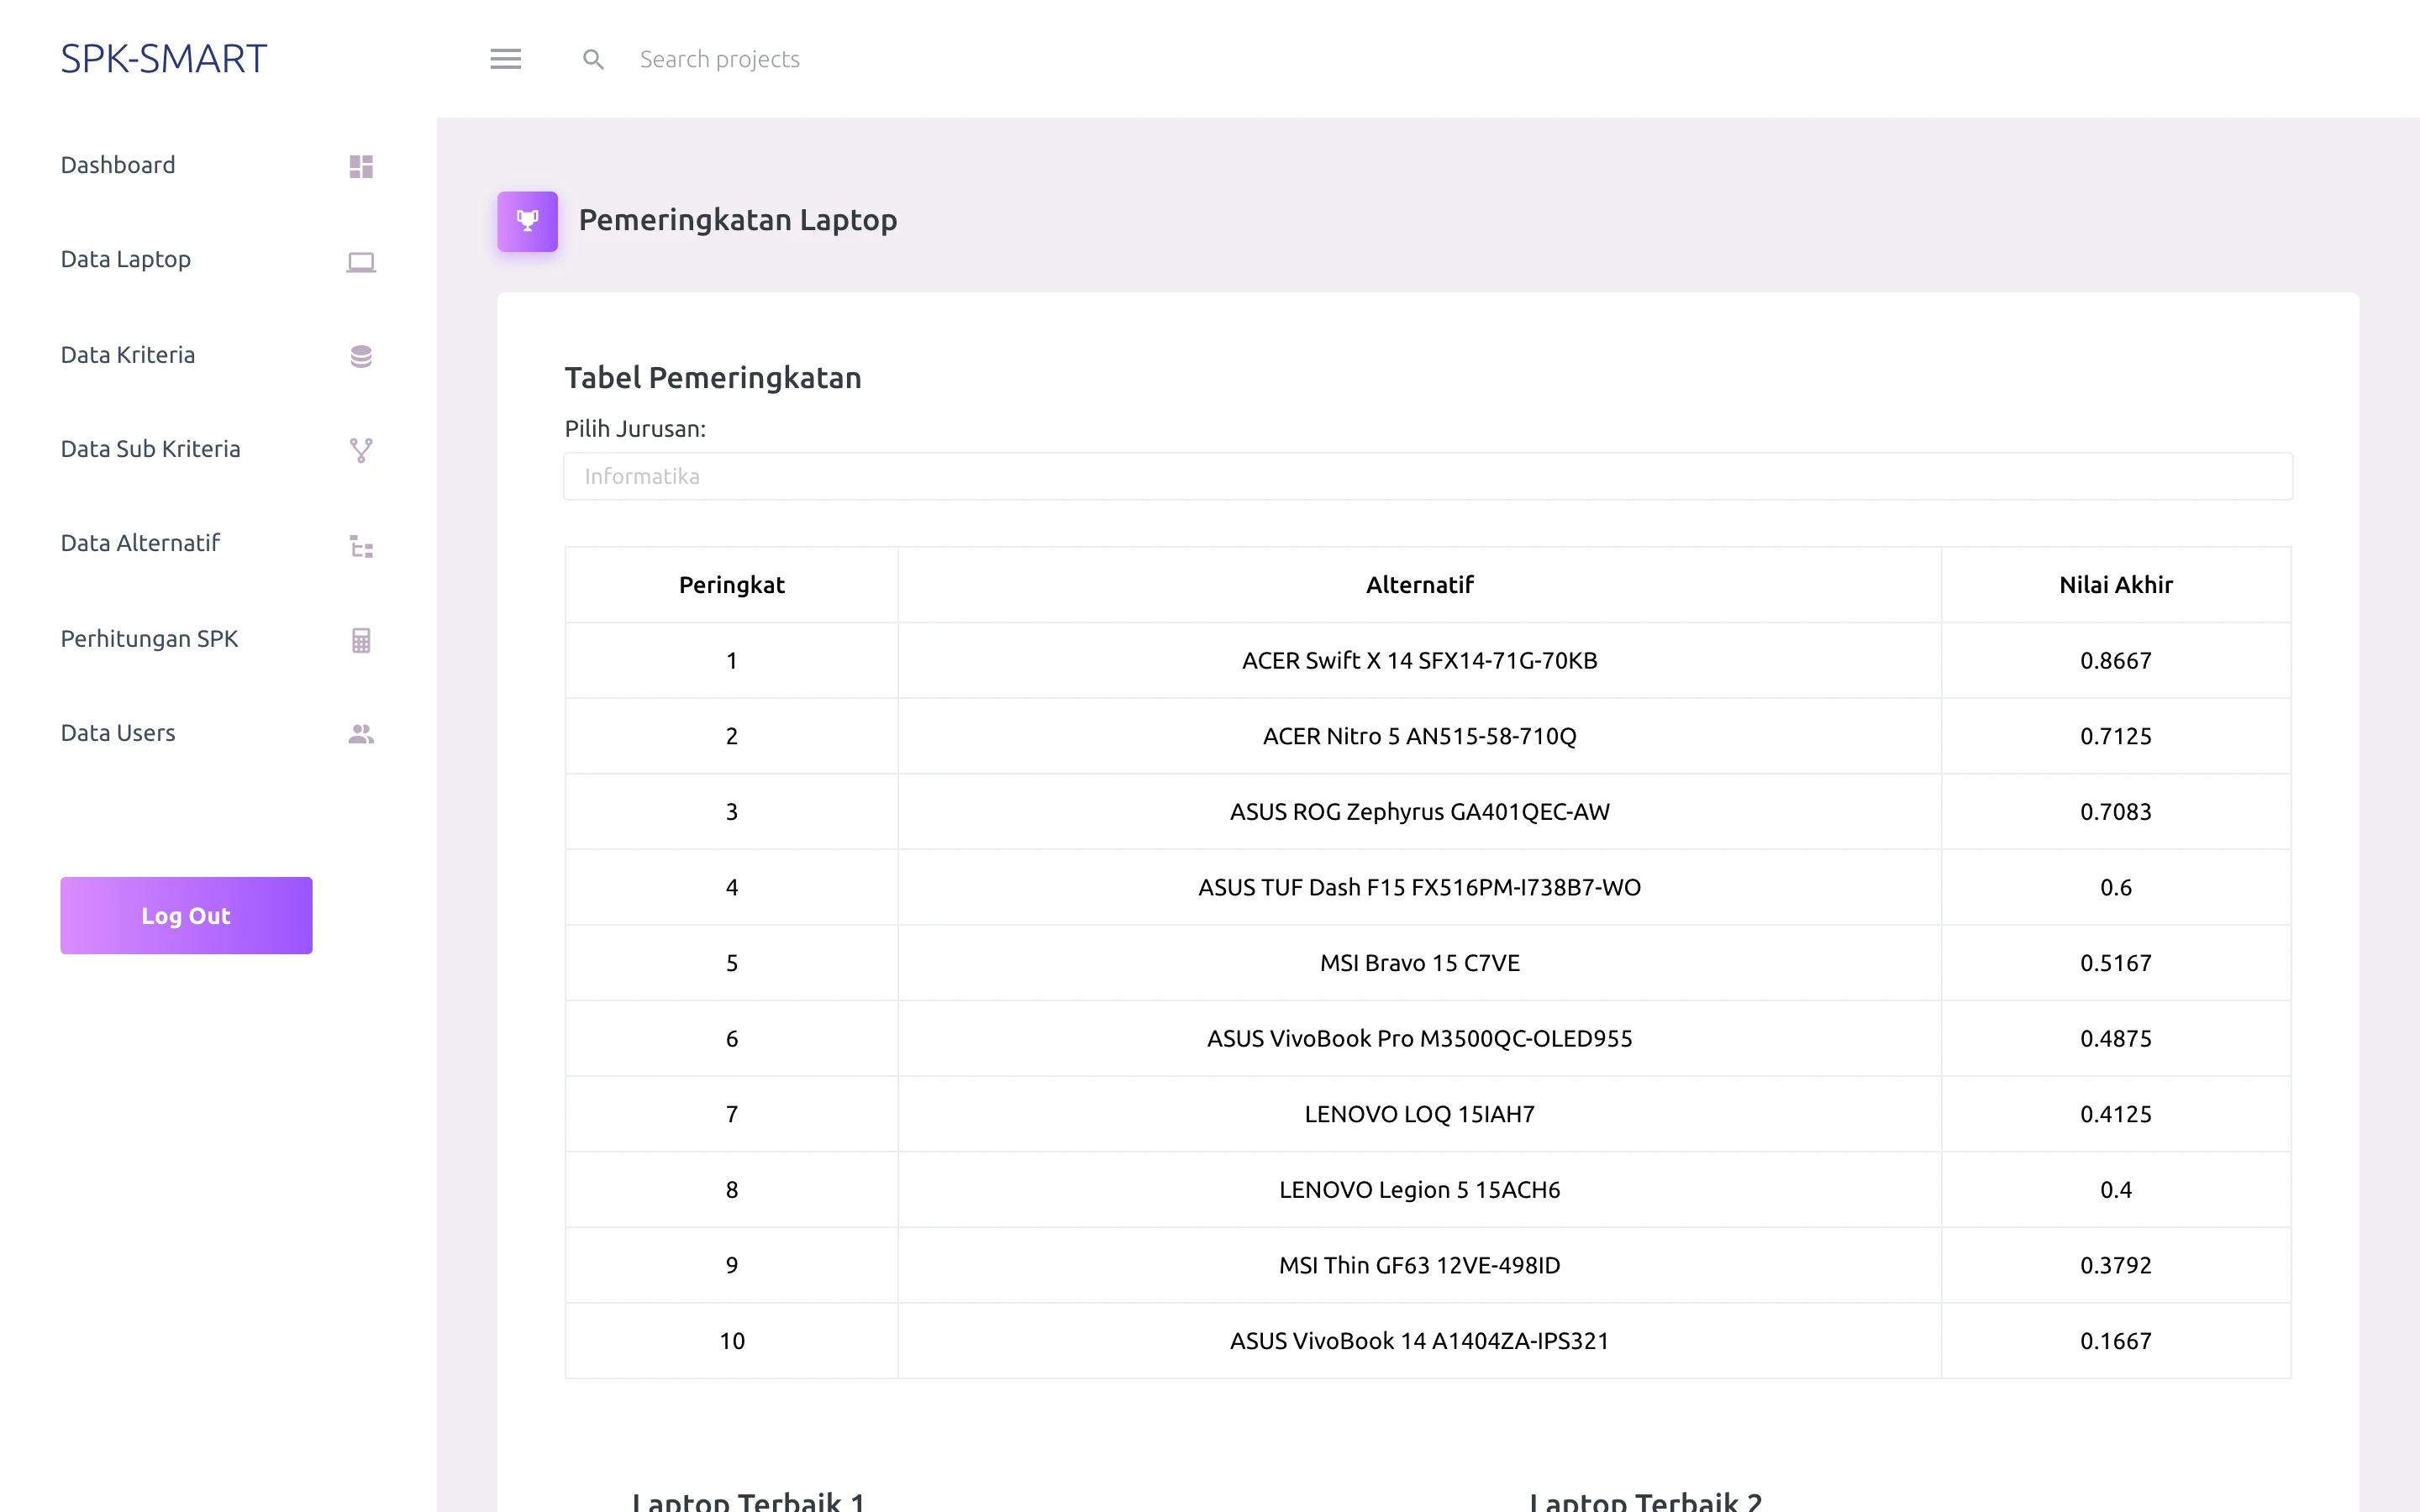 SPK-SMART
Search projects
Dashboard
Data Laptop
Data Kriteria
Data Sub Kriteria
Data Alternatif
Perhitungan SPK
Data Users
Log Out
Pemeringkatan Laptop
Tabel Pemeringkatan
Pilih Jurusan:
Informatika
Peringkat Alternatif Nilai Akhir
1 ACER Swift X 14 SFX14-71G-70KB 0.8667
2 ACER Nitro 5 AN515-58-710Q 0.7125
3 ASUS ROG Zephyrus GA401QEC-AW 0.7083
4 ASUS TUF Dash F15 FX516PM-I738B7-WO 0.6
5 MSI Bravo 15 C7VE 0.5167
6 ASUS VivoBook Pro M3500QC-OLED955 0.4875
7 LENOVO LOQ 15IAH7 0.4125
8 LENOVO Legion 5 15ACH6 0.4
9 MSI Thin GF63 12VE-498ID 0.3792
10 ASUS VivoBook 14 A1404ZA-IPS321 0.1667
Laptop Terbaik 1 Laptop Terbaik 2